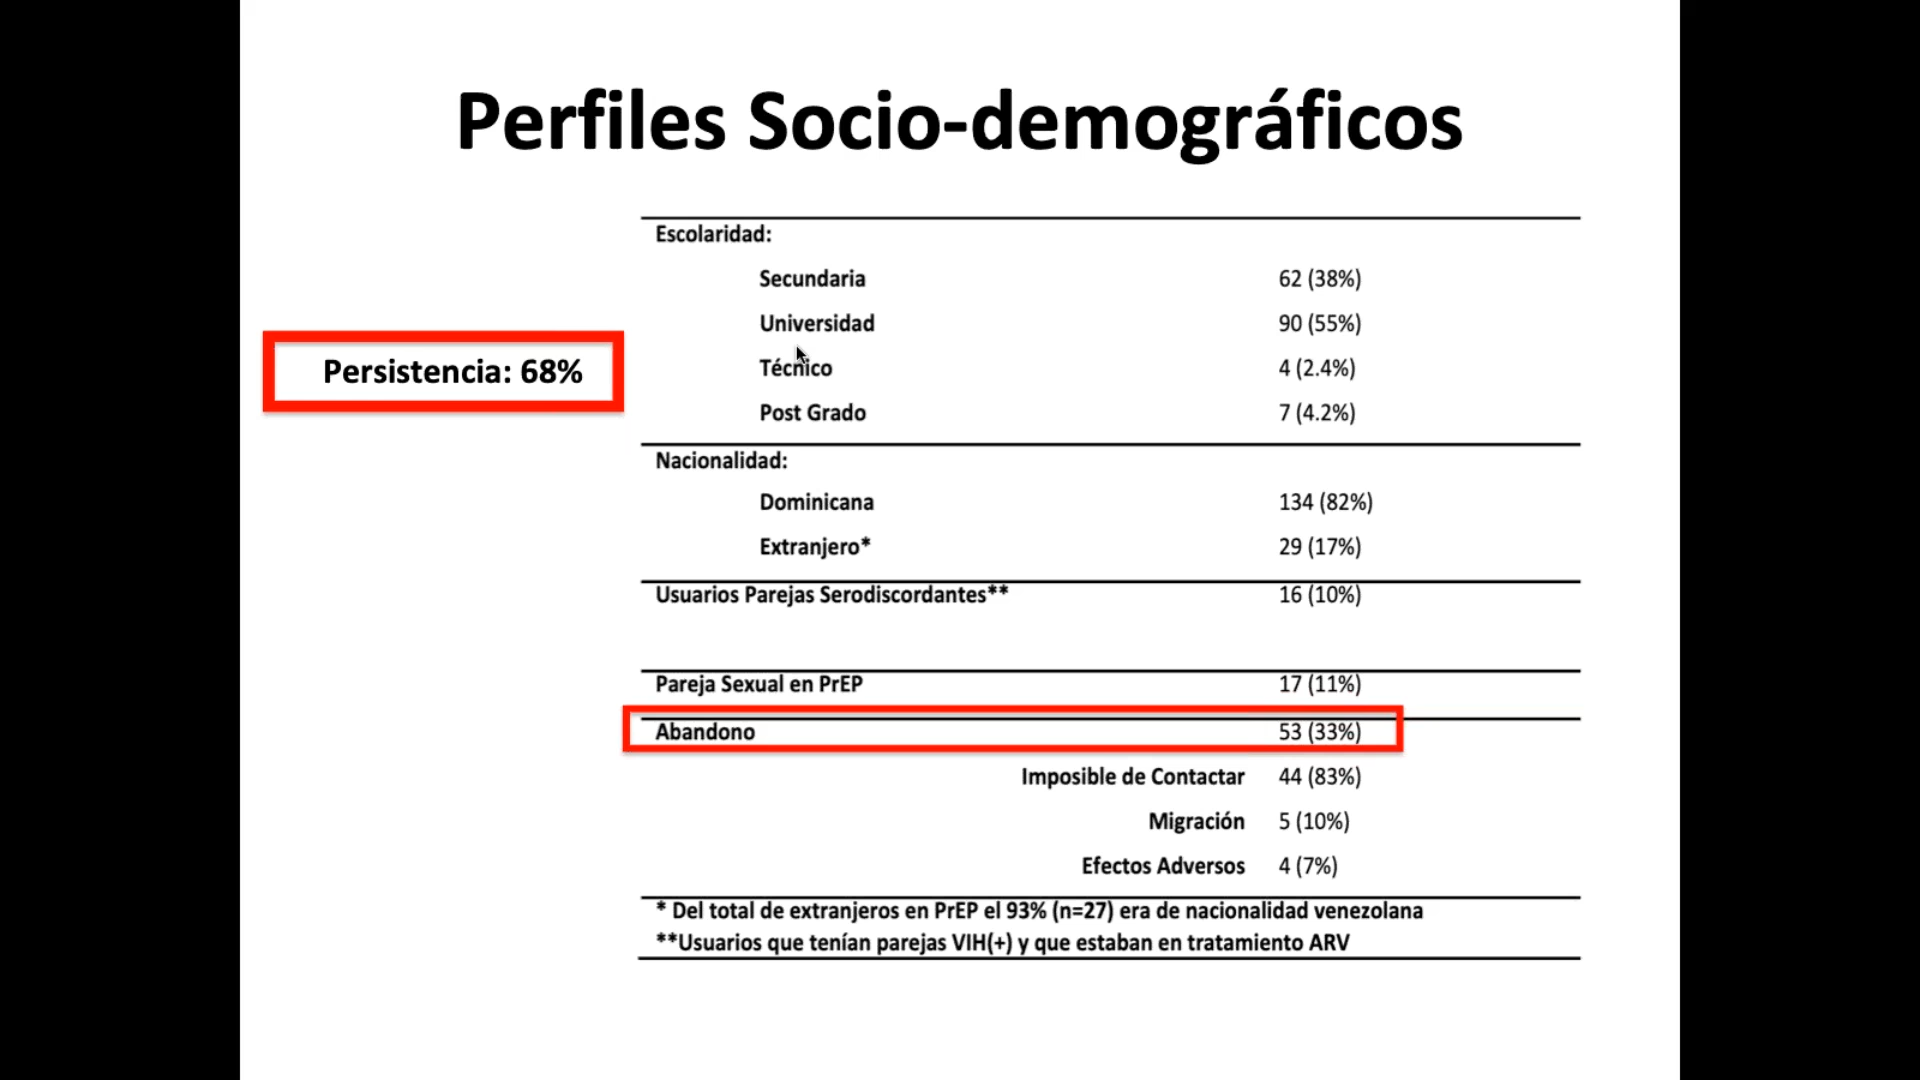 Perfiles Socio-demográficos
Persistencia: 68%
Escolaridad:
Secundaria 62 (38%)
Universidad 90 (55%)
Técnico 4 (2.4%)
Post Grado 7 (4.2%)
Nacionalidad:
Dominicana 134 (82%)
Extranjero* 29 (17%)
Usuarios Parejas Serodiscordantes** 16 (10%)
Pareja Sexual en PrEP 17 (11%)
Abandono 53 (33%)
Imposible de Contactar 44 (83%)
Migración 5 (10%)
Efectos Adversos 4 (7%)
* Del total de extranjeros en PrEP el 93% (n=27) era de nacionalidad venezolana
**Usuarios que tenían parejas VIH(+) y que estaban en tratamiento ARV